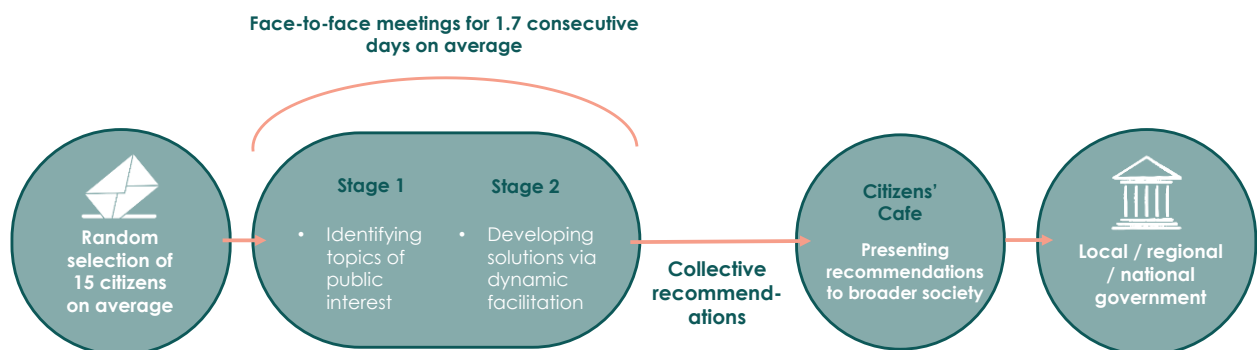 Face-to-face meetings for 1.7 consecutive
days on average
Random
selection of
15 citizens
on average
Stage 1
• Identifying
topics of
public
interest
Stage 2
• Developing
solutions via
dynamic
facilitation
Collective
recommend-
ations
Citizens'
Cafe
Presenting
recommendations
to broader society
Local / regional
/ national
government